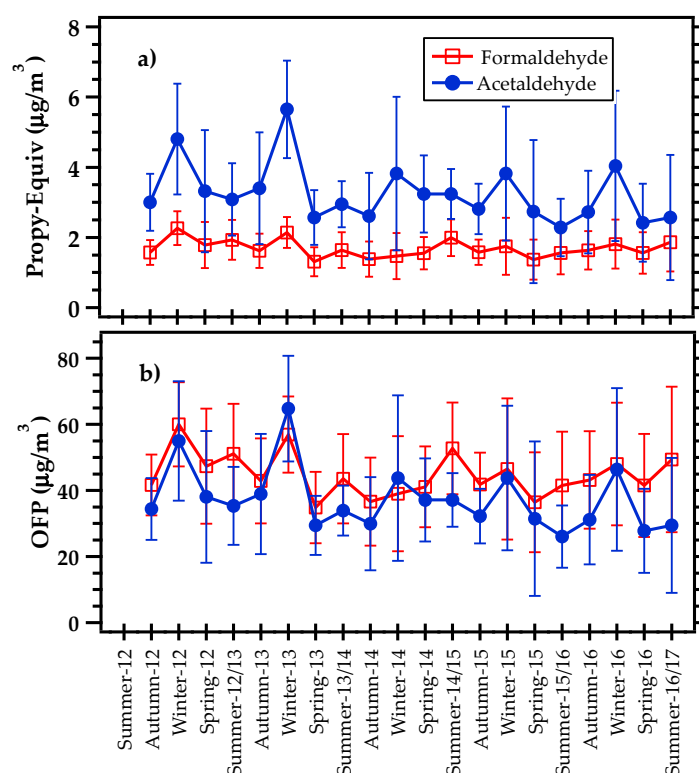 8
6
4
2
0
Propy-Equiv (µg/m3)
a)
Formaldehyde
Acetaldehyde
80
60
40
20
0
OFP (µg/m3)
b)
Summer-12
Autumn-12
Winter-12
Spring-12
Summer-12/13
Autumn-13
Winter-13
Spring-13
Summer-13/14
Autumn-14
Winter-14
Spring-14
Summer-14/15
Autumn-15
Winter-15
Spring-15
Summer-15/16
Autumn-16
Winter-16
Spring-16
Summer-16/17